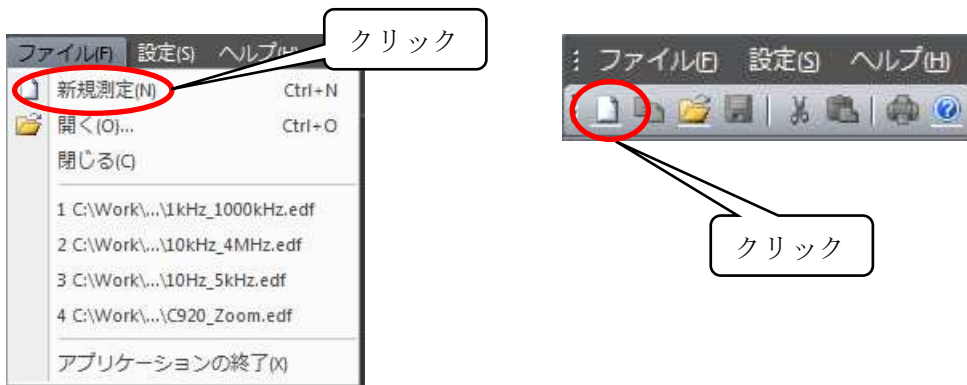 ファイル(F) 設定(S) ヘルプ(H)
クリック
新規測定(N) Ctrl+N
開く(O)... Ctrl+O
閉じる(C)
1 C:\Work\...\1kHz_1000kHz.edf
2 C:\Work\...\10kHz_4MHz.edf
3 C:\Work\...\10Hz_5kHz.edf
4 C:\Work\...\C920_Zoom.edf
アプリケーションの終了(X)
ファイル(F) 設定(S) ヘルプ(H)
クリック